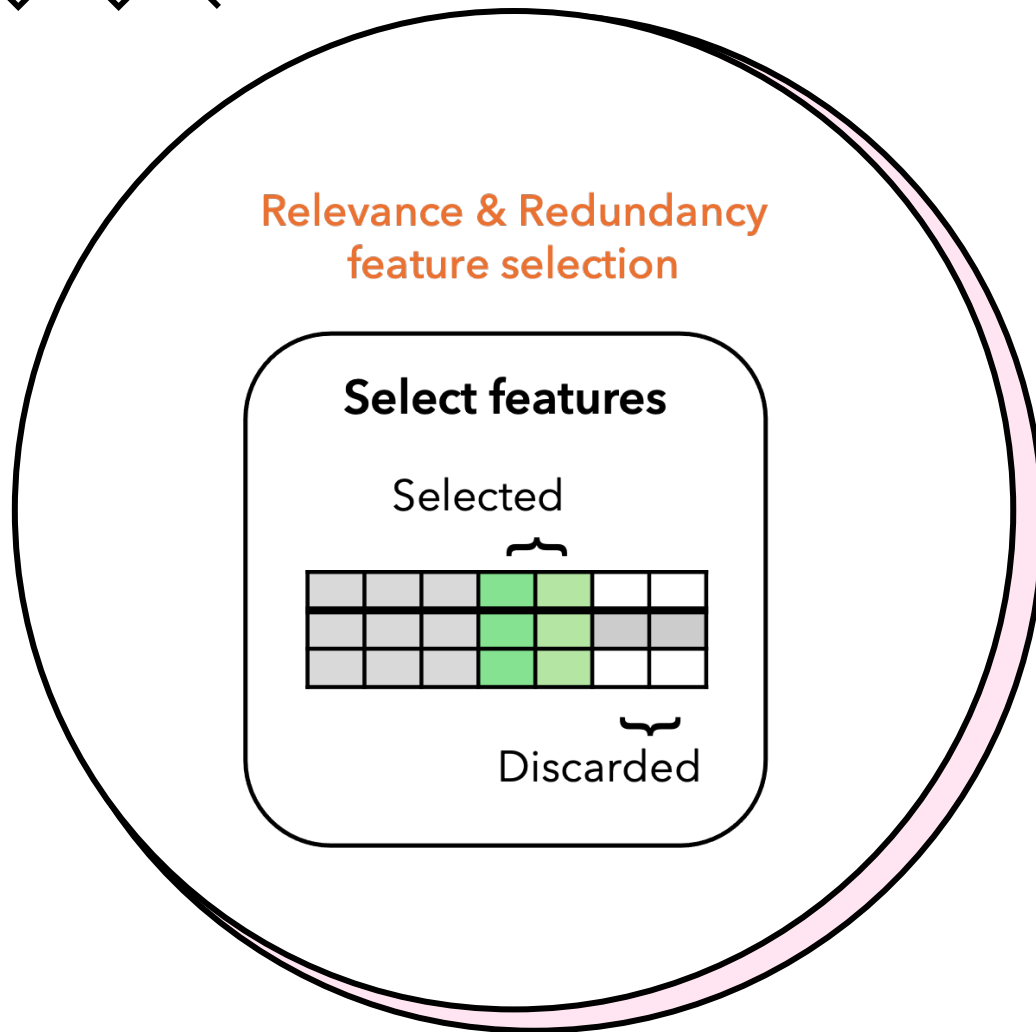 Relevance & Redundancy
feature selection
Select features
Selected
Discarded